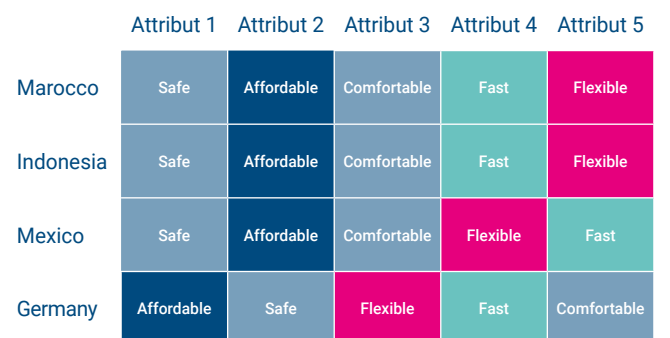 Attribut 1 Attribut 2 Attribut 3 Attribut 4 Attribut 5
Marocco Safe Affordable Comfortable Fast Flexible
Indonesia Safe Affordable Comfortable Fast Flexible
Mexico Safe Affordable Comfortable Flexible Fast
Germany Affordable Safe Flexible Fast Comfortable